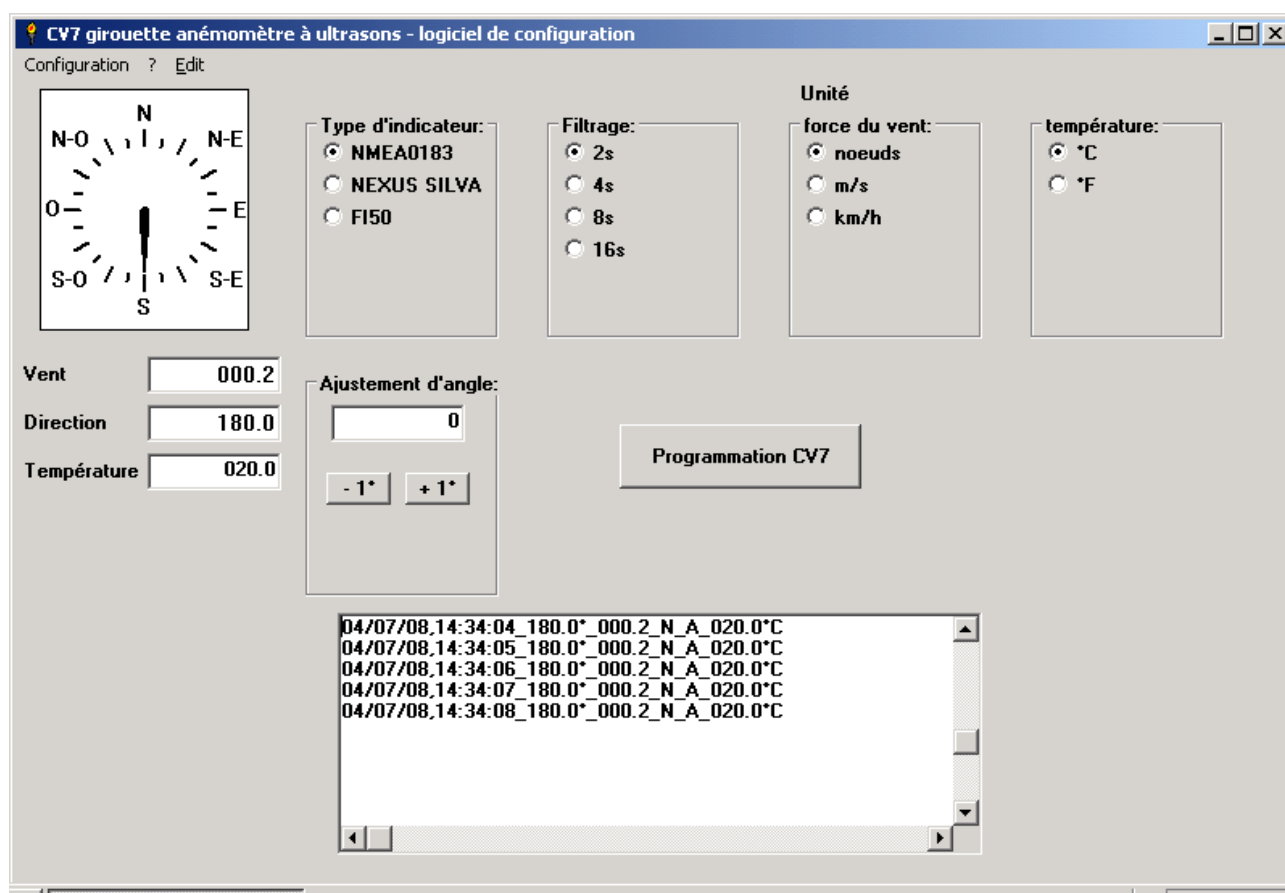 CV7 girouette anémomètre à ultrasons - logiciel de configuration
Configuration ? Edit
N
N-O N-E
O E
S-O S-E
S
Type d'indicateur:
NMEA0183
NEXUS SILVA
FI50
Filtrage:
2s
4s
8s
16s
Unité
force du vent:
noeuds
m/s
km/h
température:
°C
°F
Vent 000.2
Direction 180.0
Température 020.0
Ajustement d'angle:
0
- 1° + 1°
Programmation CV7
04/07/08,14:34:04_180.0°_000.2_N_A_020.0°C
04/07/08,14:34:05_180.0°_000.2_N_A_020.0°C
04/07/08,14:34:06_180.0°_000.2_N_A_020.0°C
04/07/08,14:34:07_180.0°_000.2_N_A_020.0°C
04/07/08,14:34:08_180.0°_000.2_N_A_020.0°C